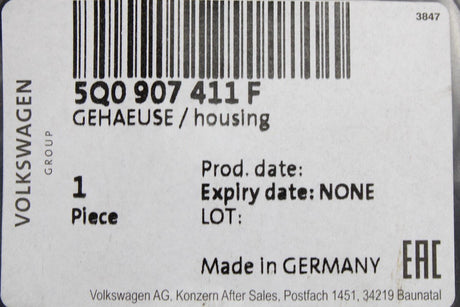 3847
VOLKSWAGEN
GROUP
5Q0 907 411 F
GEHAEUSE / housing
1
Piece
Prod. date:
Expiry date: NONE
LOT:
Made in GERMANY
EAC
Volkswagen AG, Konzern After Sales, Postfach 1451, 34219 Baunatal